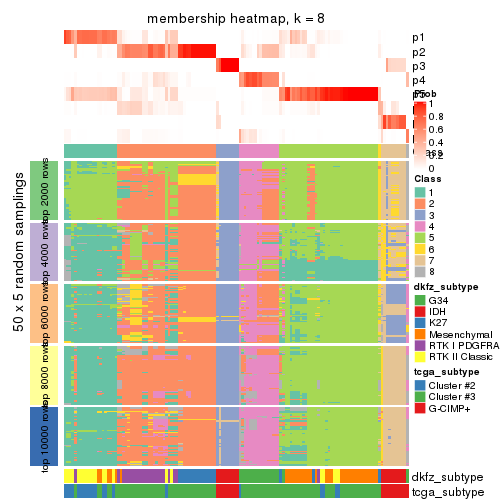 membership heatmap, k = 8
p1
p2
p3
p4
p5
Prob
1
0.8
0.6
0.4
0.2
0
Class
1
2
3
4
5
6
7
8
dkfz_subtype
G34
IDH
K27
Mesenchymal
RTK I PDGFRA
RTK II Classic
tcga_subtype
Cluster #2
Cluster #3
G-CIMP+
50 x 5 random samplings
top 2000 rows
top 4000 rows
top 6000 rows
top 8000 rows
top 10000 rows
dkfz_subtype
tcga_subtype